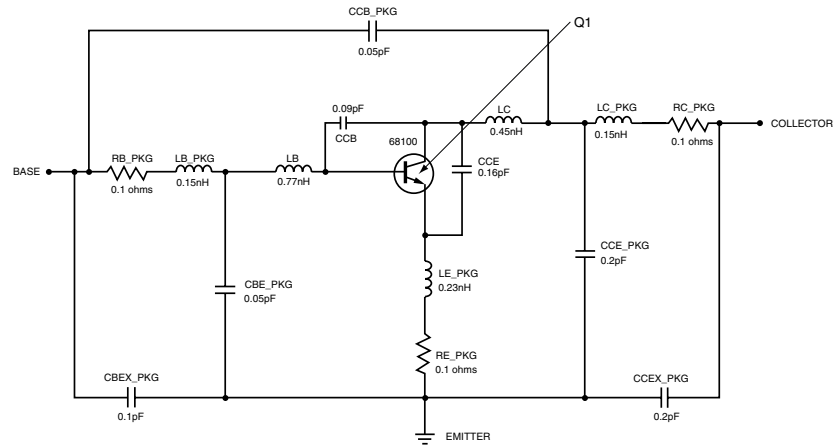 CCB_PKG
0.05pF
Q1
0.09pF
CCB
LC
0.45nH
LC_PKG
0.15nH
RC_PKG
0.1 ohms
COLLECTOR
68100
CCE
0.16pF
BASE
RB_PKG
0.1 ohms
LB_PKG
0.15nH
LB
0.77nH
CCE_PKG
0.2pF
CBE_PKG
0.05pF
LE_PKG
0.23nH
RE_PKG
0.1 ohms
CBEX_PKG
0.1pF
CCEX_PKG
0.2pF
EMITTER